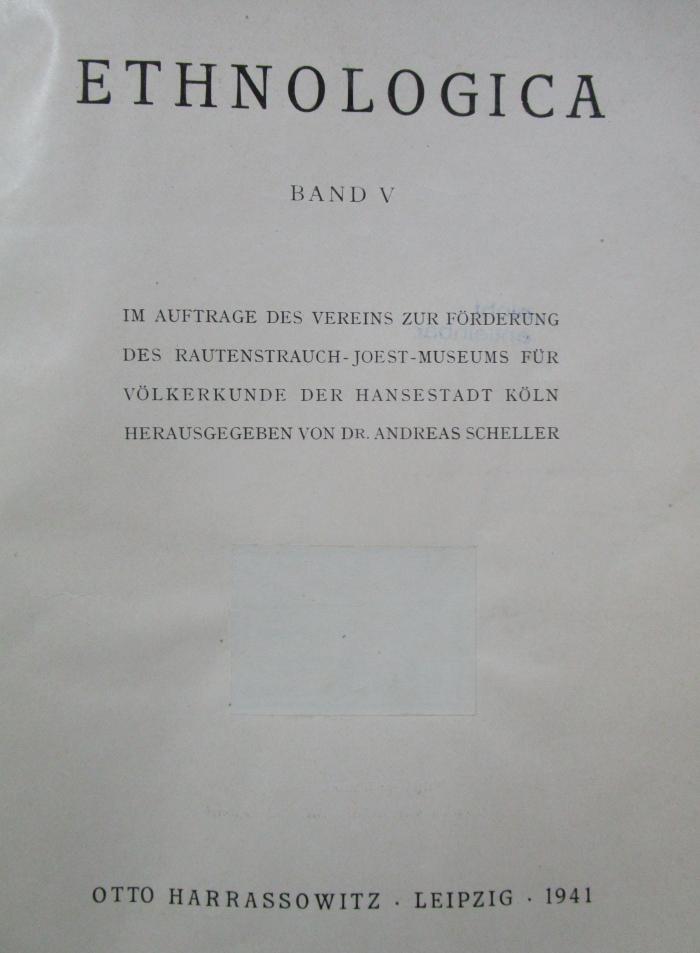 ETHNOLOGICA
BAND V
IM AUFTRAGE DES VEREINS ZUR FÖRDERUNG
DES RAUTENSTRAUCH-JOEST-MUSEUMS FÜR
VÖLKERKUNDE DER HANSESTADT KÖLN
HERAUSGEGEBEN VON DR. ANDREAS SCHELLER
OTTO HARRASSOWITZ · LEIPZIG · 1941